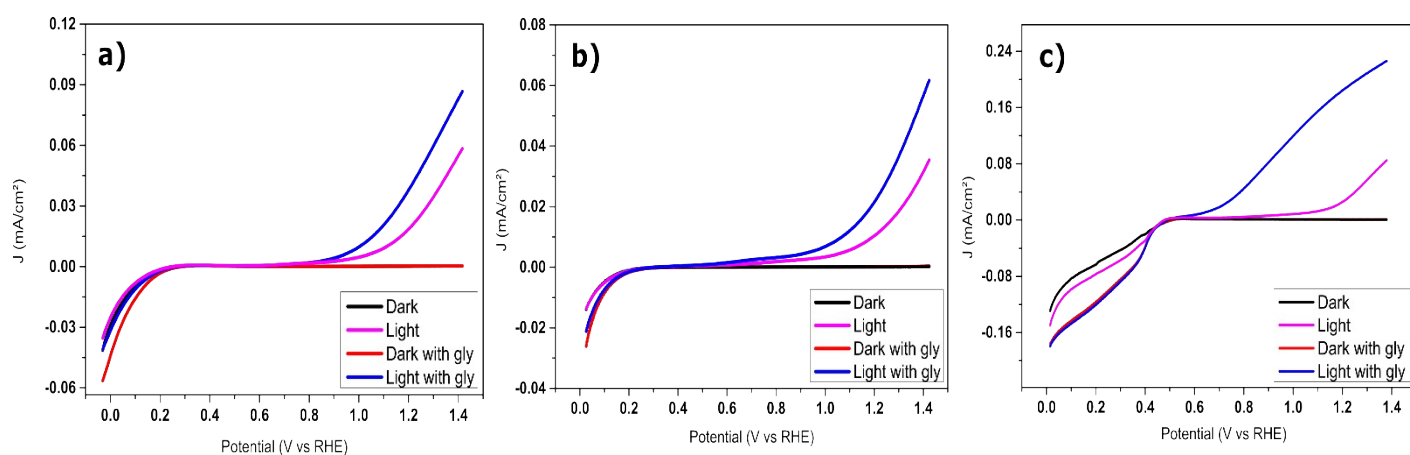 a)
0.12
0.09
0.06
0.03
0.00
-0.03
-0.06
J (mA/cm²)
Dark
Light
Dark with gly
Light with gly
0.0 0.2 0.4 0.6 0.8 1.0 1.2 1.4
Potential (V vs RHE)
b)
0.08
0.06
0.04
0.02
0.00
-0.02
-0.04
J (mA/cm²)
Dark
Light
Dark with gly
Light with gly
0.0 0.2 0.4 0.6 0.8 1.0 1.2 1.4
Potential (V vs RHE)
c)
0.24
0.16
0.08
0.00
-0.08
-0.16
J (mA/cm²)
Dark
Light
Dark with gly
Light with gly
0.0 0.2 0.4 0.6 0.8 1.0 1.2 1.4
Potential (V vs RHE)